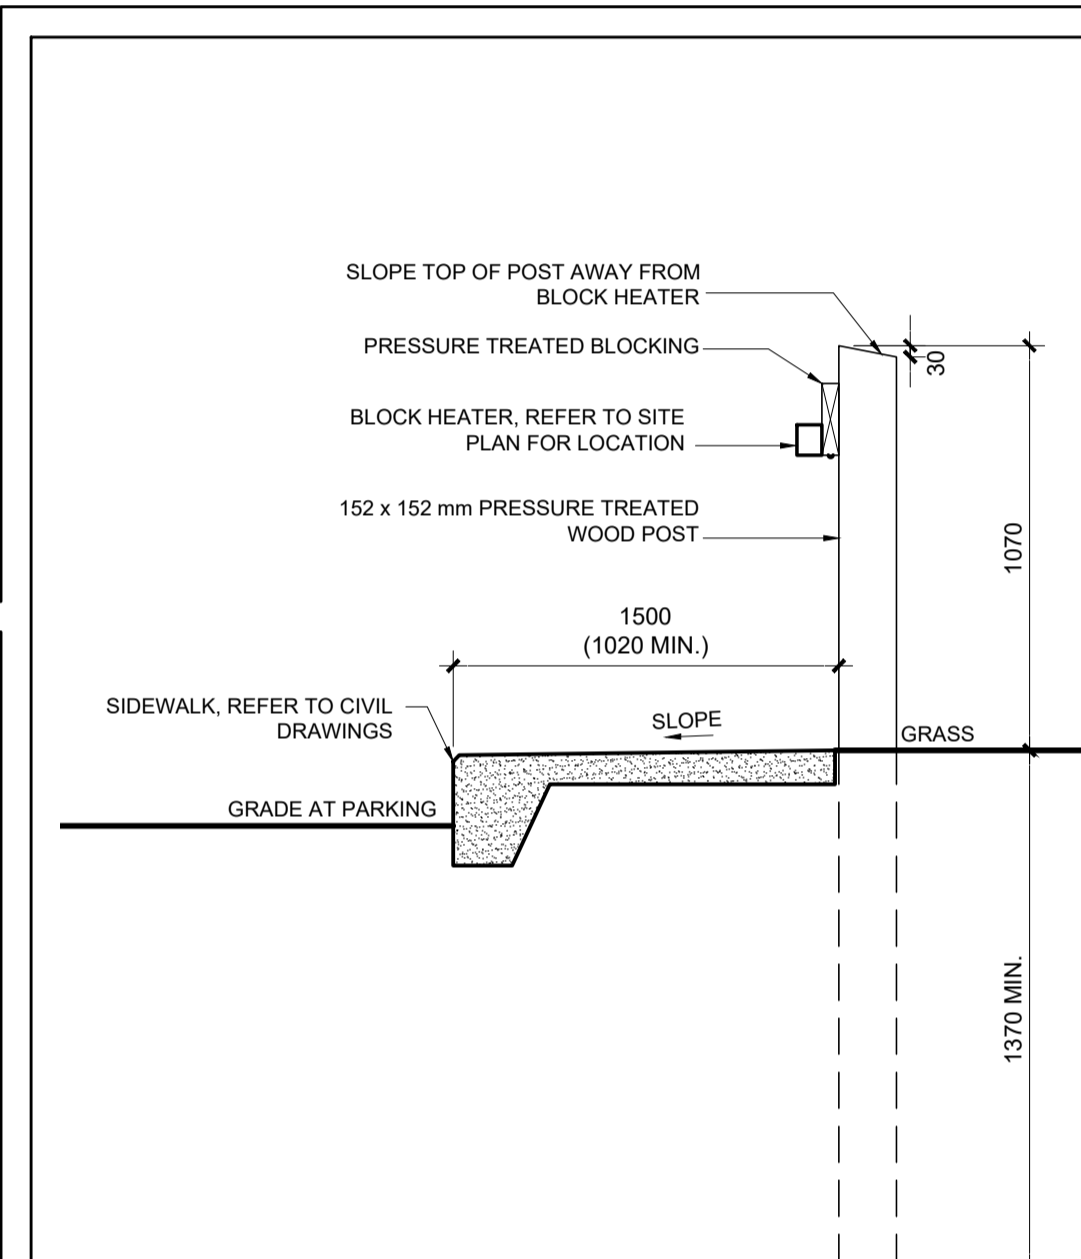 SLOPE TOP OF POST AWAY FROM
BLOCK HEATER
PRESSURE TREATED BLOCKING
30
BLOCK HEATER, REFER TO SITE
PLAN FOR LOCATION
152 x 152 mm PRESSURE TREATED
WOOD POST
1070
1500
(1020 MIN.)
SIDEWALK, REFER TO CIVIL
DRAWINGS
SLOPE
GRASS
GRADE AT PARKING
1370 MIN.